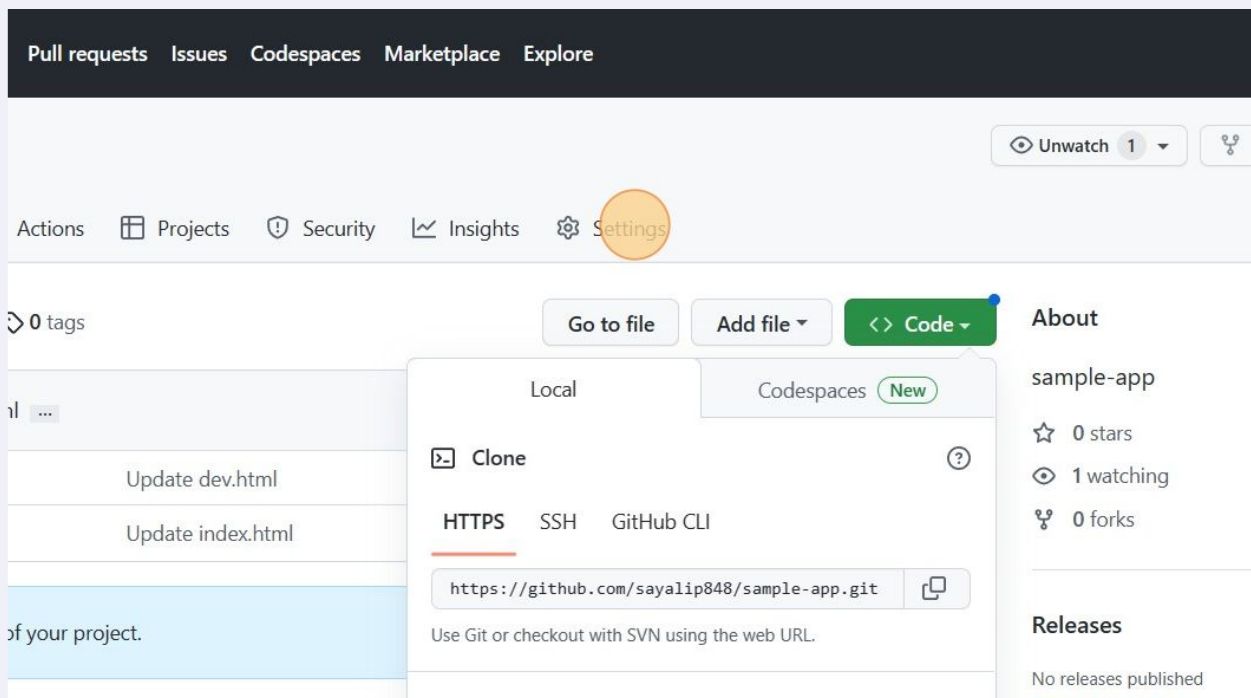 Pull requests Issues Codespaces Marketplace Explore
Unwatch 1
Actions Projects Security Insights Settings
0 tags
Go to file Add file Code
About
Local Codespaces New
sample-app
...
Clone
0 stars
Update dev.html
1 watching
HTTPS SSH GitHub CLI
0 forks
Update index.html
https://github.com/sayalip848/sample-app.git
of your project.
Use Git or checkout with SVN using the web URL.
Releases
No releases published